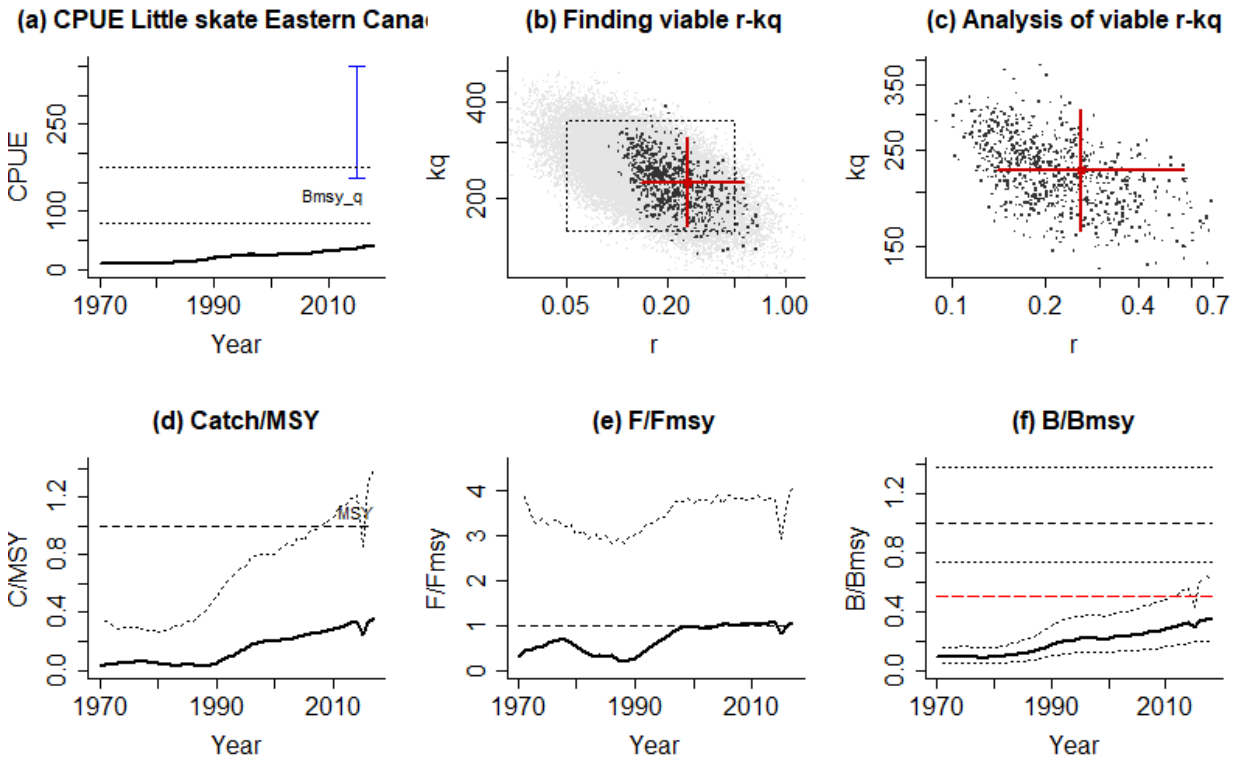 (a) CPUE Little skate Eastern Cana
CPUE
250
100
0
Bmsy_q
1970 1990 2010
Year
(b) Finding viable r-kq
kq
400
200
0.05 0.20 1.00
r
(c) Analysis of viable r-kq
kq
350
250
150
0.1 0.2 0.4 0.7
r
(d) Catch/MSY
C/MSY
1.2
0.8
0.4
0.0
MSY
1970 1990 2010
Year
(e) F/Fmsy
F/Fmsy
4
3
2
1
0
1970 1990 2010
Year
(f) B/Bmsy
B/Bmsy
1.2
0.8
0.4
0.0
1970 1990 2010
Year